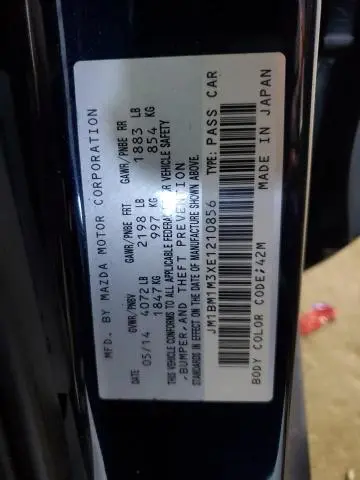 MFD. BY MAZDA MOTOR CORPORATION
GVWR/PNBV GAWR/PNBE FRT GAWR/PNBE RR
DATE 05/14 4072 LB 2198 LB 1883 LB
1847 KG 997 KG 854 KG
THIS VEHICLE CONFORMS TO ALL APPLICABLE FEDERAL MOTOR VEHICLE SAFETY
,BUMPER,AND THEFT PREVENTION
STANDARDS IN EFFECT ON THE DATE OF MANUFACTURE SHOWN ABOVE.
JM1BM1M3XE1210856 TYPE: PASS CAR
BODY COLOR CODE;42M MADE IN JAPAN